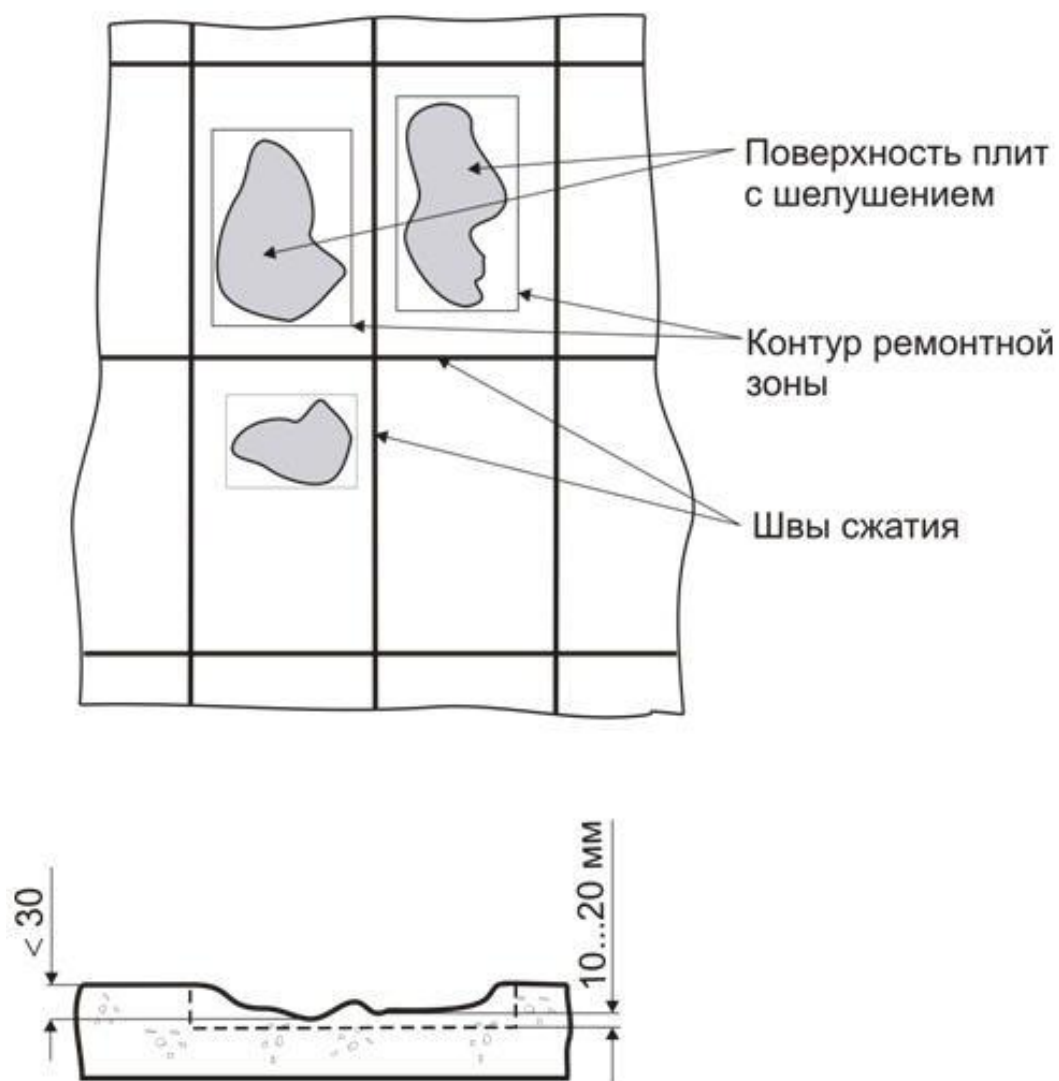 Поверхность плит
с шелушением
Контур ремонтной
зоны
Швы сжатия
< 30
10...20 мм